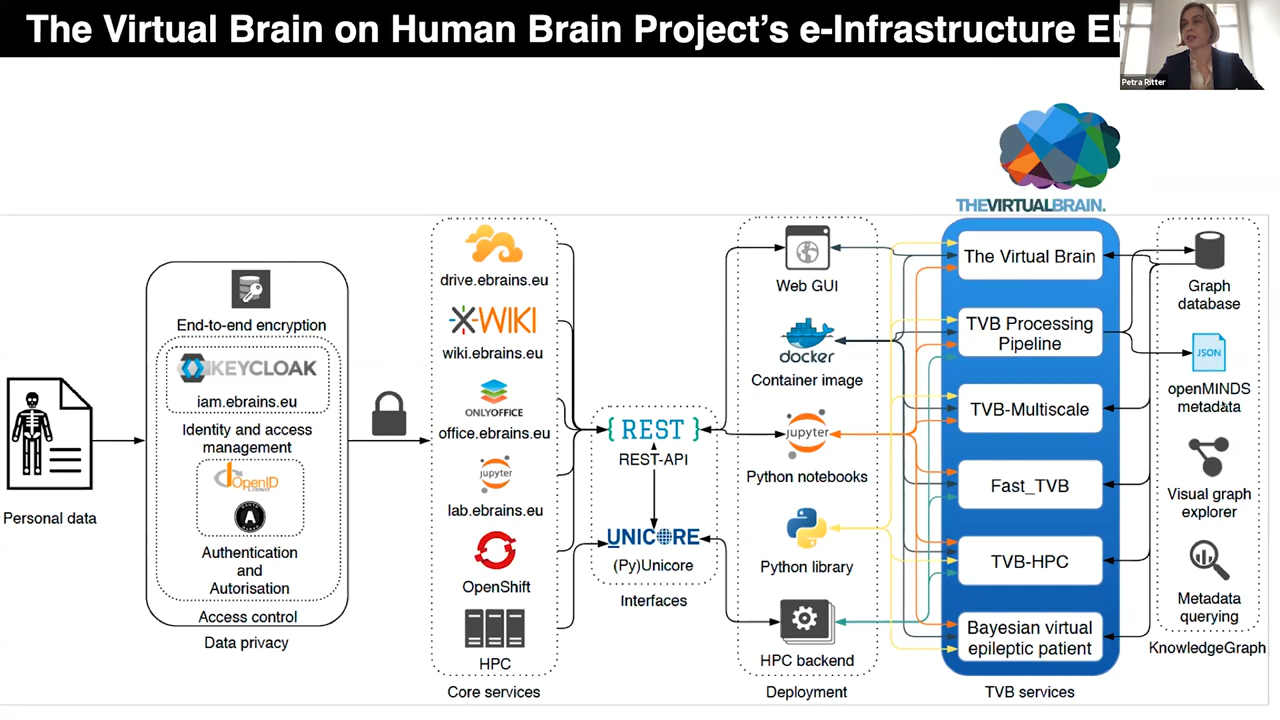 The Virtual Brain on Human Brain Project's e-Infrastructure
Petra Ritter
THEVIRTUALBRAIN.
Personal data
End-to-end encryption
KEYCLOAK
iam.ebrains.eu
Identity and access
management
OpenID
CONNECT
Authentication
and
Autorisation
Access control
Data privacy
drive.ebrains.eu
XWIKI
wiki.ebrains.eu
ONLYOFFICE
office.ebrains.eu
jupyter
lab.ebrains.eu
OpenShift
HPC
Core services
{ REST }
REST-API
UNICORE
(Py)Unicore
Interfaces
Web GUI
docker
Container image
jupyter
Python notebooks
Python library
HPC backend
Deployment
The Virtual Brain
TVB Processing
Pipeline
TVB-Multiscale
Fast_TVB
TVB-HPC
Bayesian virtual
epileptic patient
TVB services
Graph
database
JSON
openMINDS
metadata
Visual graph
explorer
Metadata
querying
KnowledgeGraph